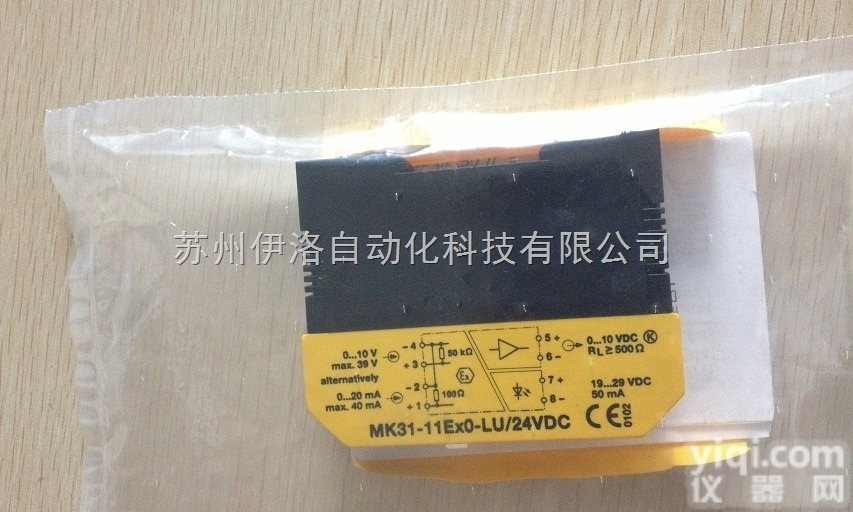 苏州伊洛自动化科技有限公司
0...10 V
max. 39 V
alternatively
0...20 mA
max. 40 mA
- 4
+ 3
- 2
+ 1
50 kΩ
100Ω
Ex
5 +
6 -
7 +
8 -
0...10 VDC K
RL ≥ 500 Ω
19...29 VDC
50 mA
MK31-11Ex0-LU/24VDC
CE
0102
yiqi.com
仪器网